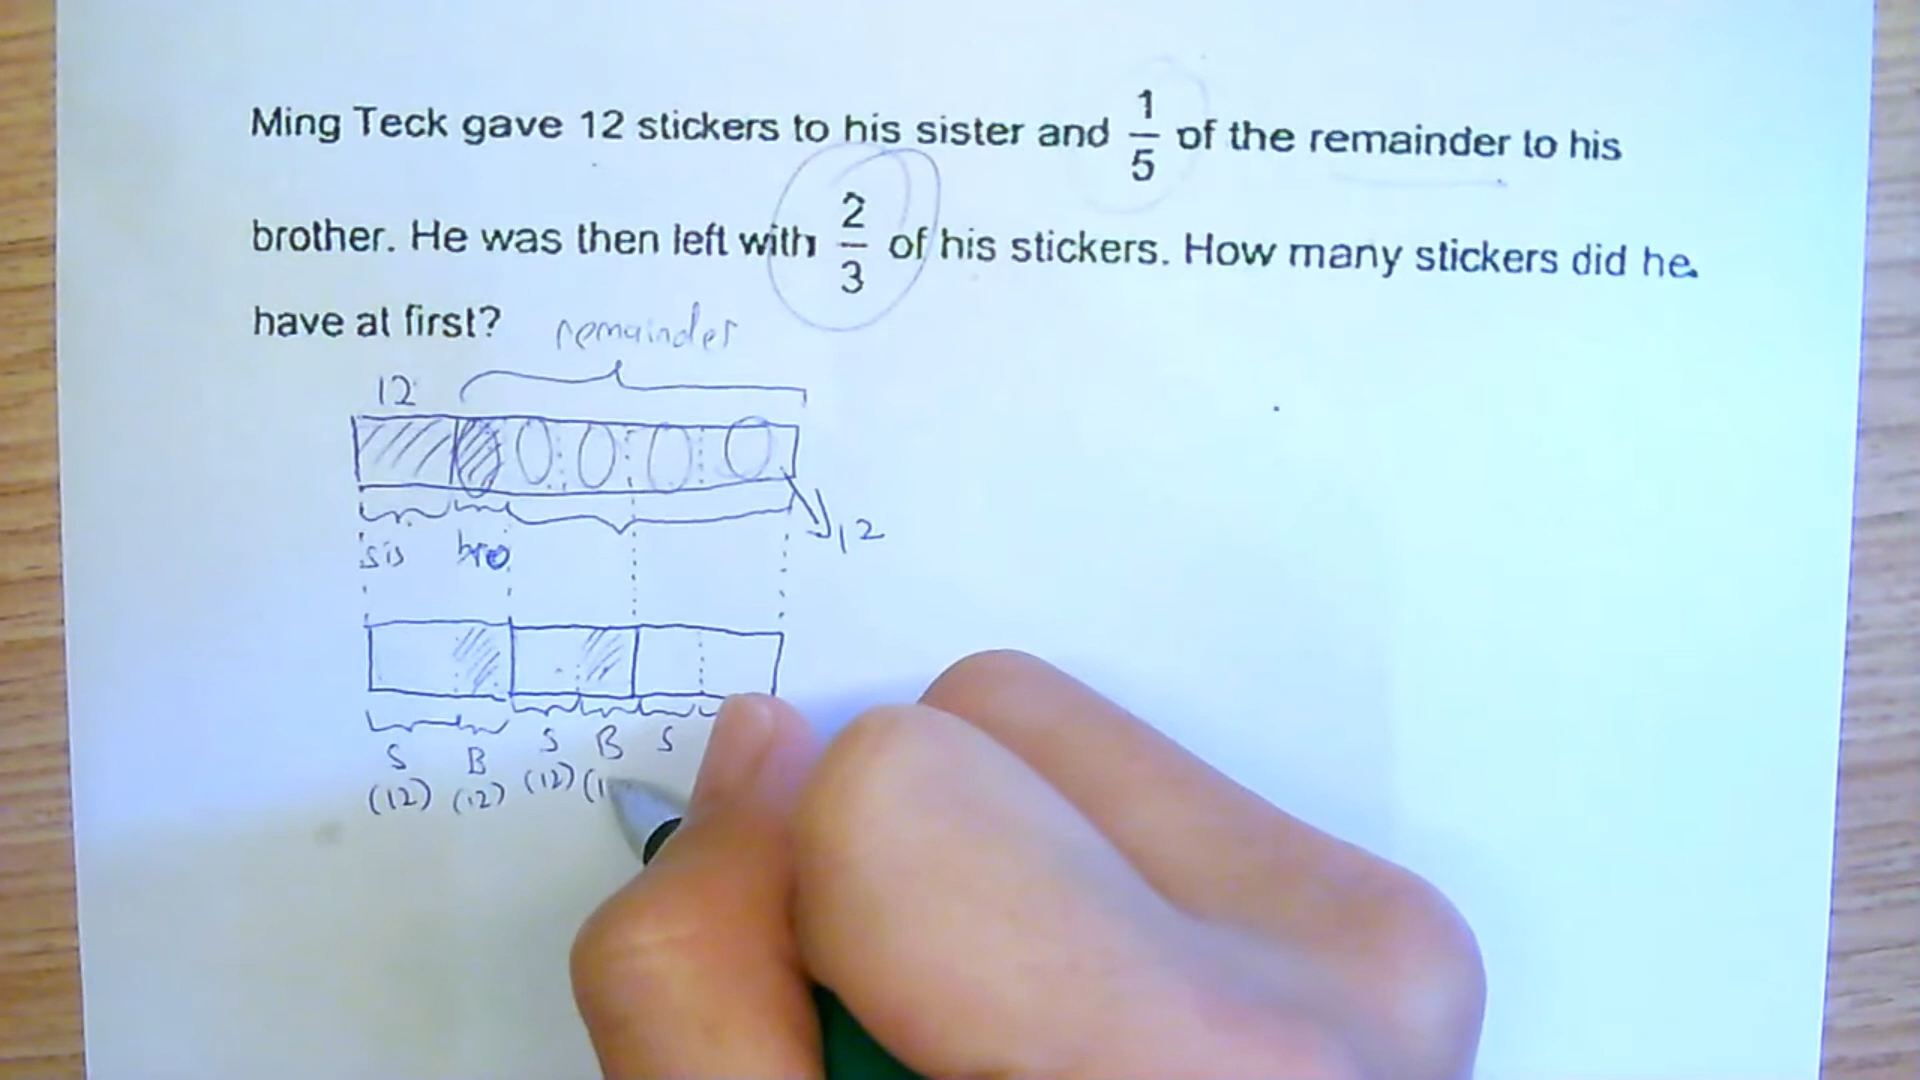 Ming Teck gave 12 stickers to his sister and 1/5 of the remainder to his
brother. He was then left with 2/3 of his stickers. How many stickers did he
have at first?
remainder
12
12
sis bro
S B S B S
(12) (12) (12) (1